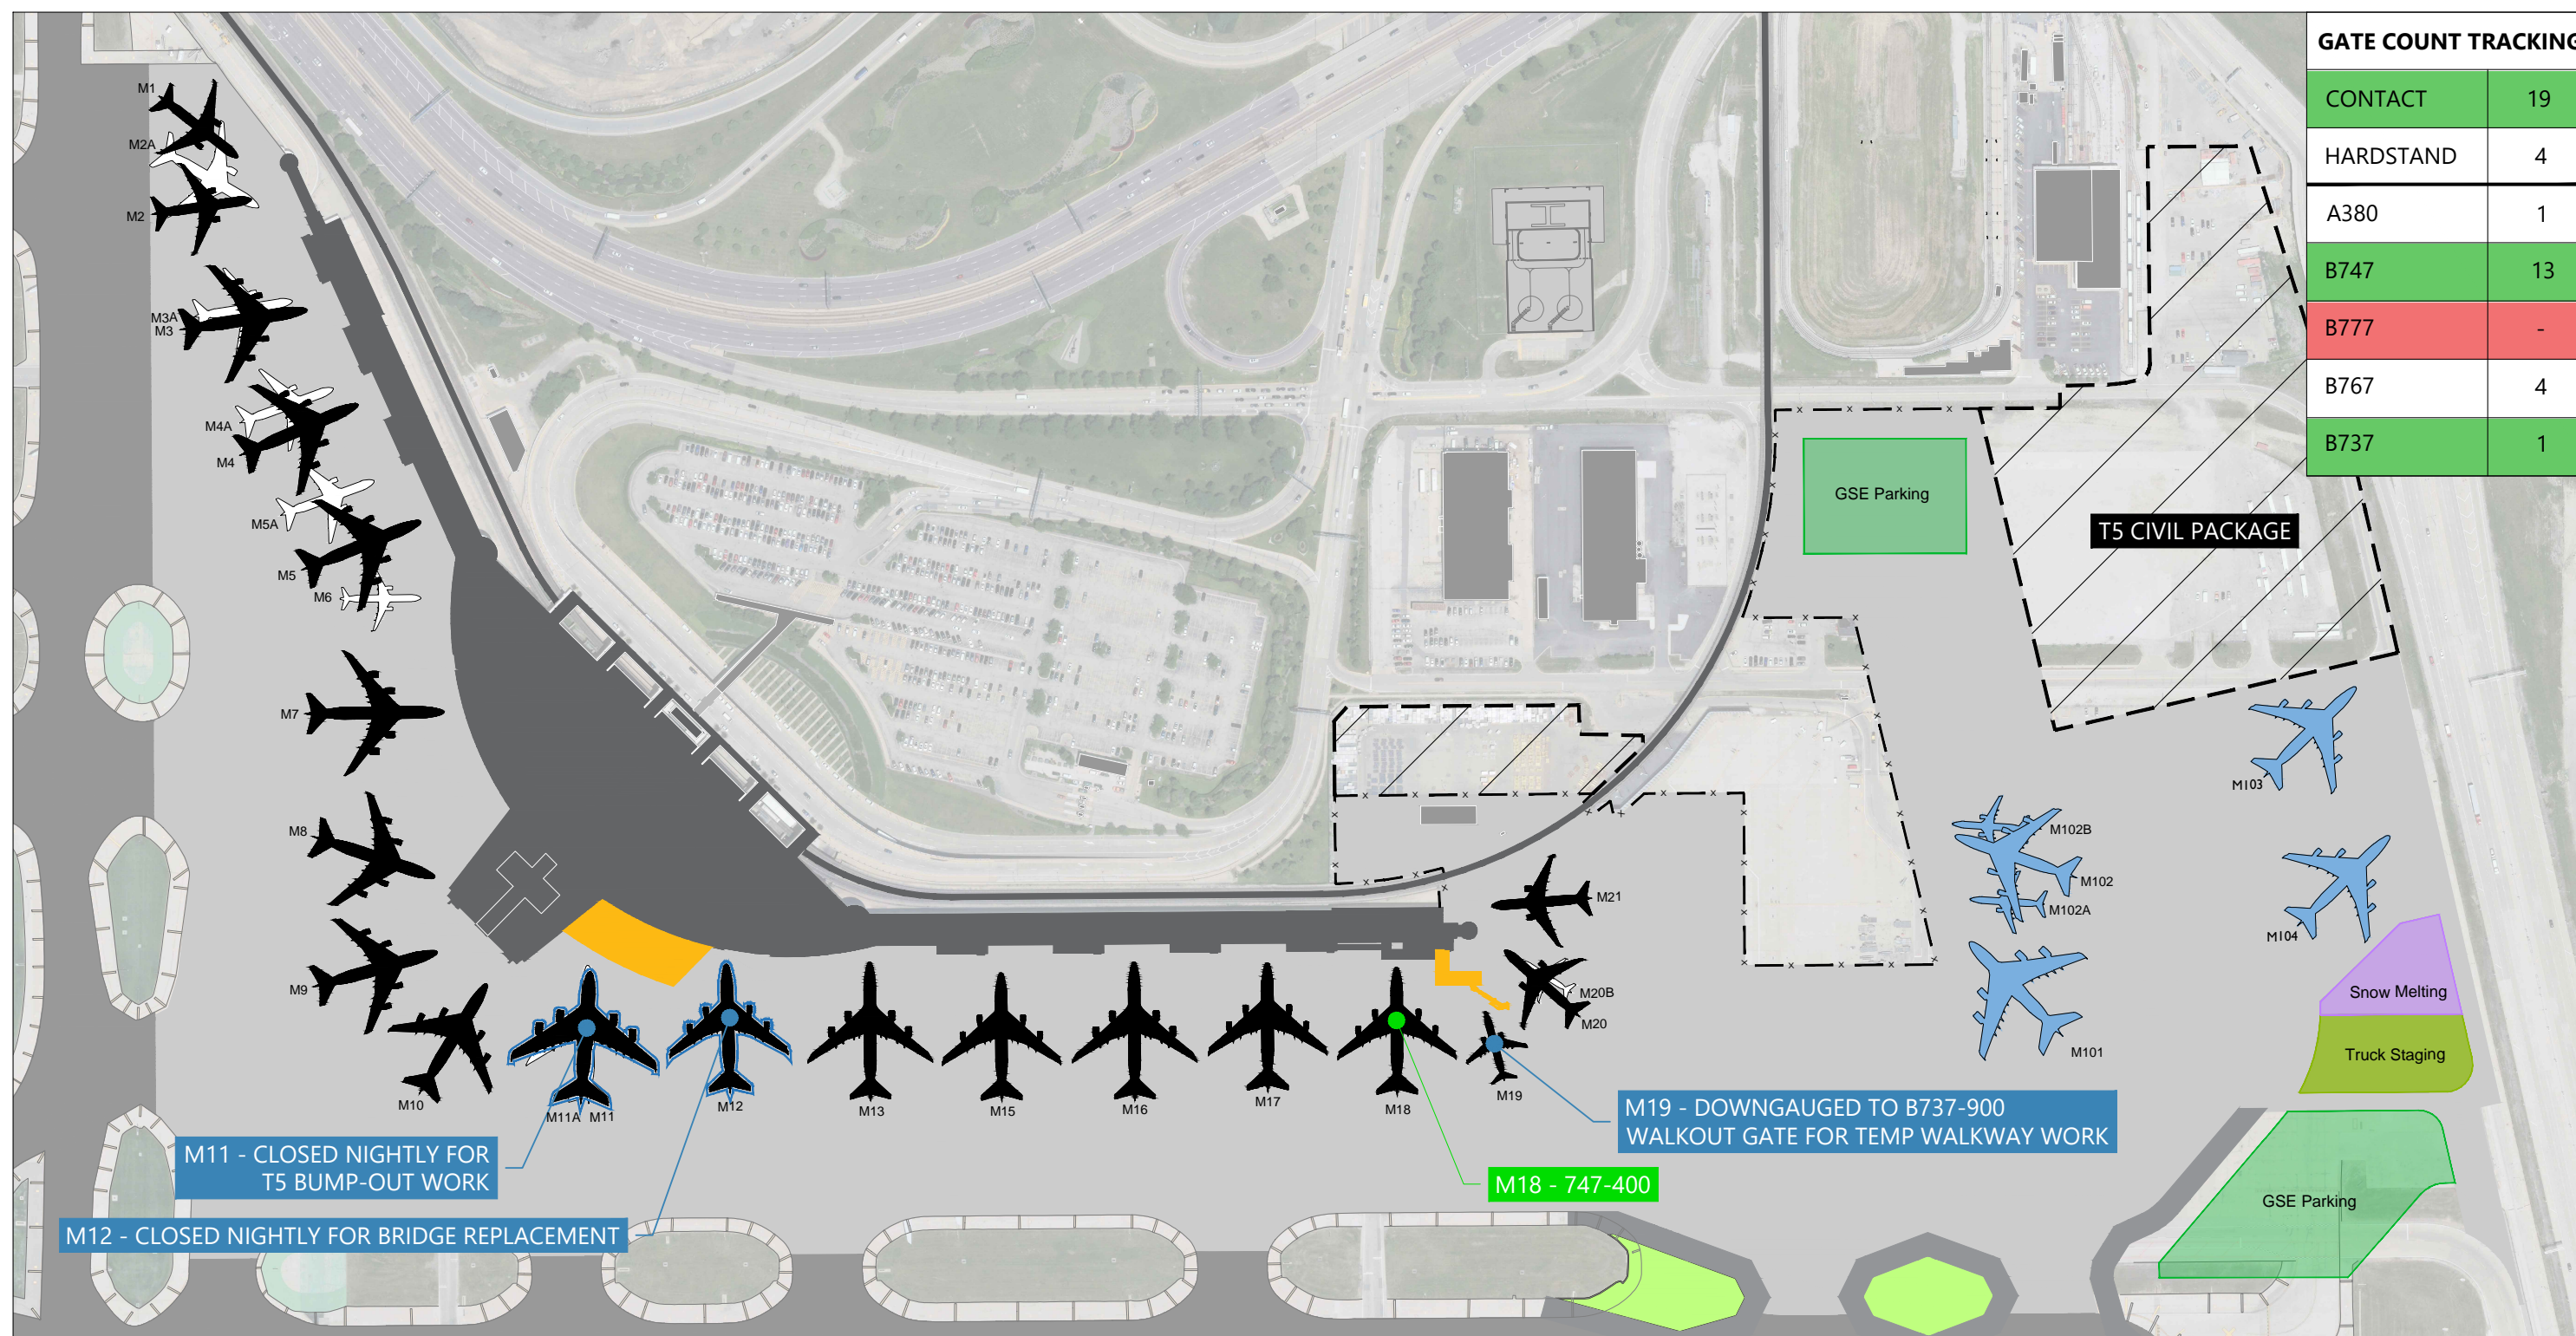 GATE COUNT TRACKING
CONTACT 19
HARDSTAND 4
A380 1
B747 13
B777 -
B767 4
B737 1
M1
M2A
M2
M3A
M3
M4A
M4
M5A
M5
M6
M7
M8
M9
M10
M11A M11
M12
M13
M15
M16
M17
M18
M19
M20
M20B
M21
GSE Parking
T5 CIVIL PACKAGE
M103
M102B
M102
M102A
M104
M101
Snow Melting
Truck Staging
GSE Parking
M19 - DOWNGAUGED TO B737-900
WALKOUT GATE FOR TEMP WALKWAY WORK
M18 - 747-400
M11 - CLOSED NIGHTLY FOR
T5 BUMP-OUT WORK
M12 - CLOSED NIGHTLY FOR BRIDGE REPLACEMENT